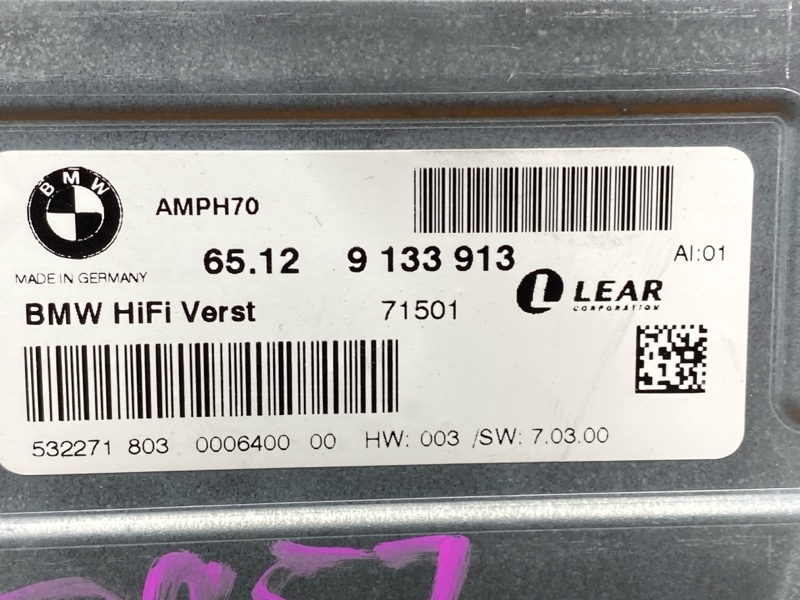 BMW
AMPH70
65.12 9 133 913
AI:01
MADE IN GERMANY
BMW HiFi Verst 71501
LEAR
CORPORATION
532271 803 0006400 00 HW: 003 /SW: 7.03.00